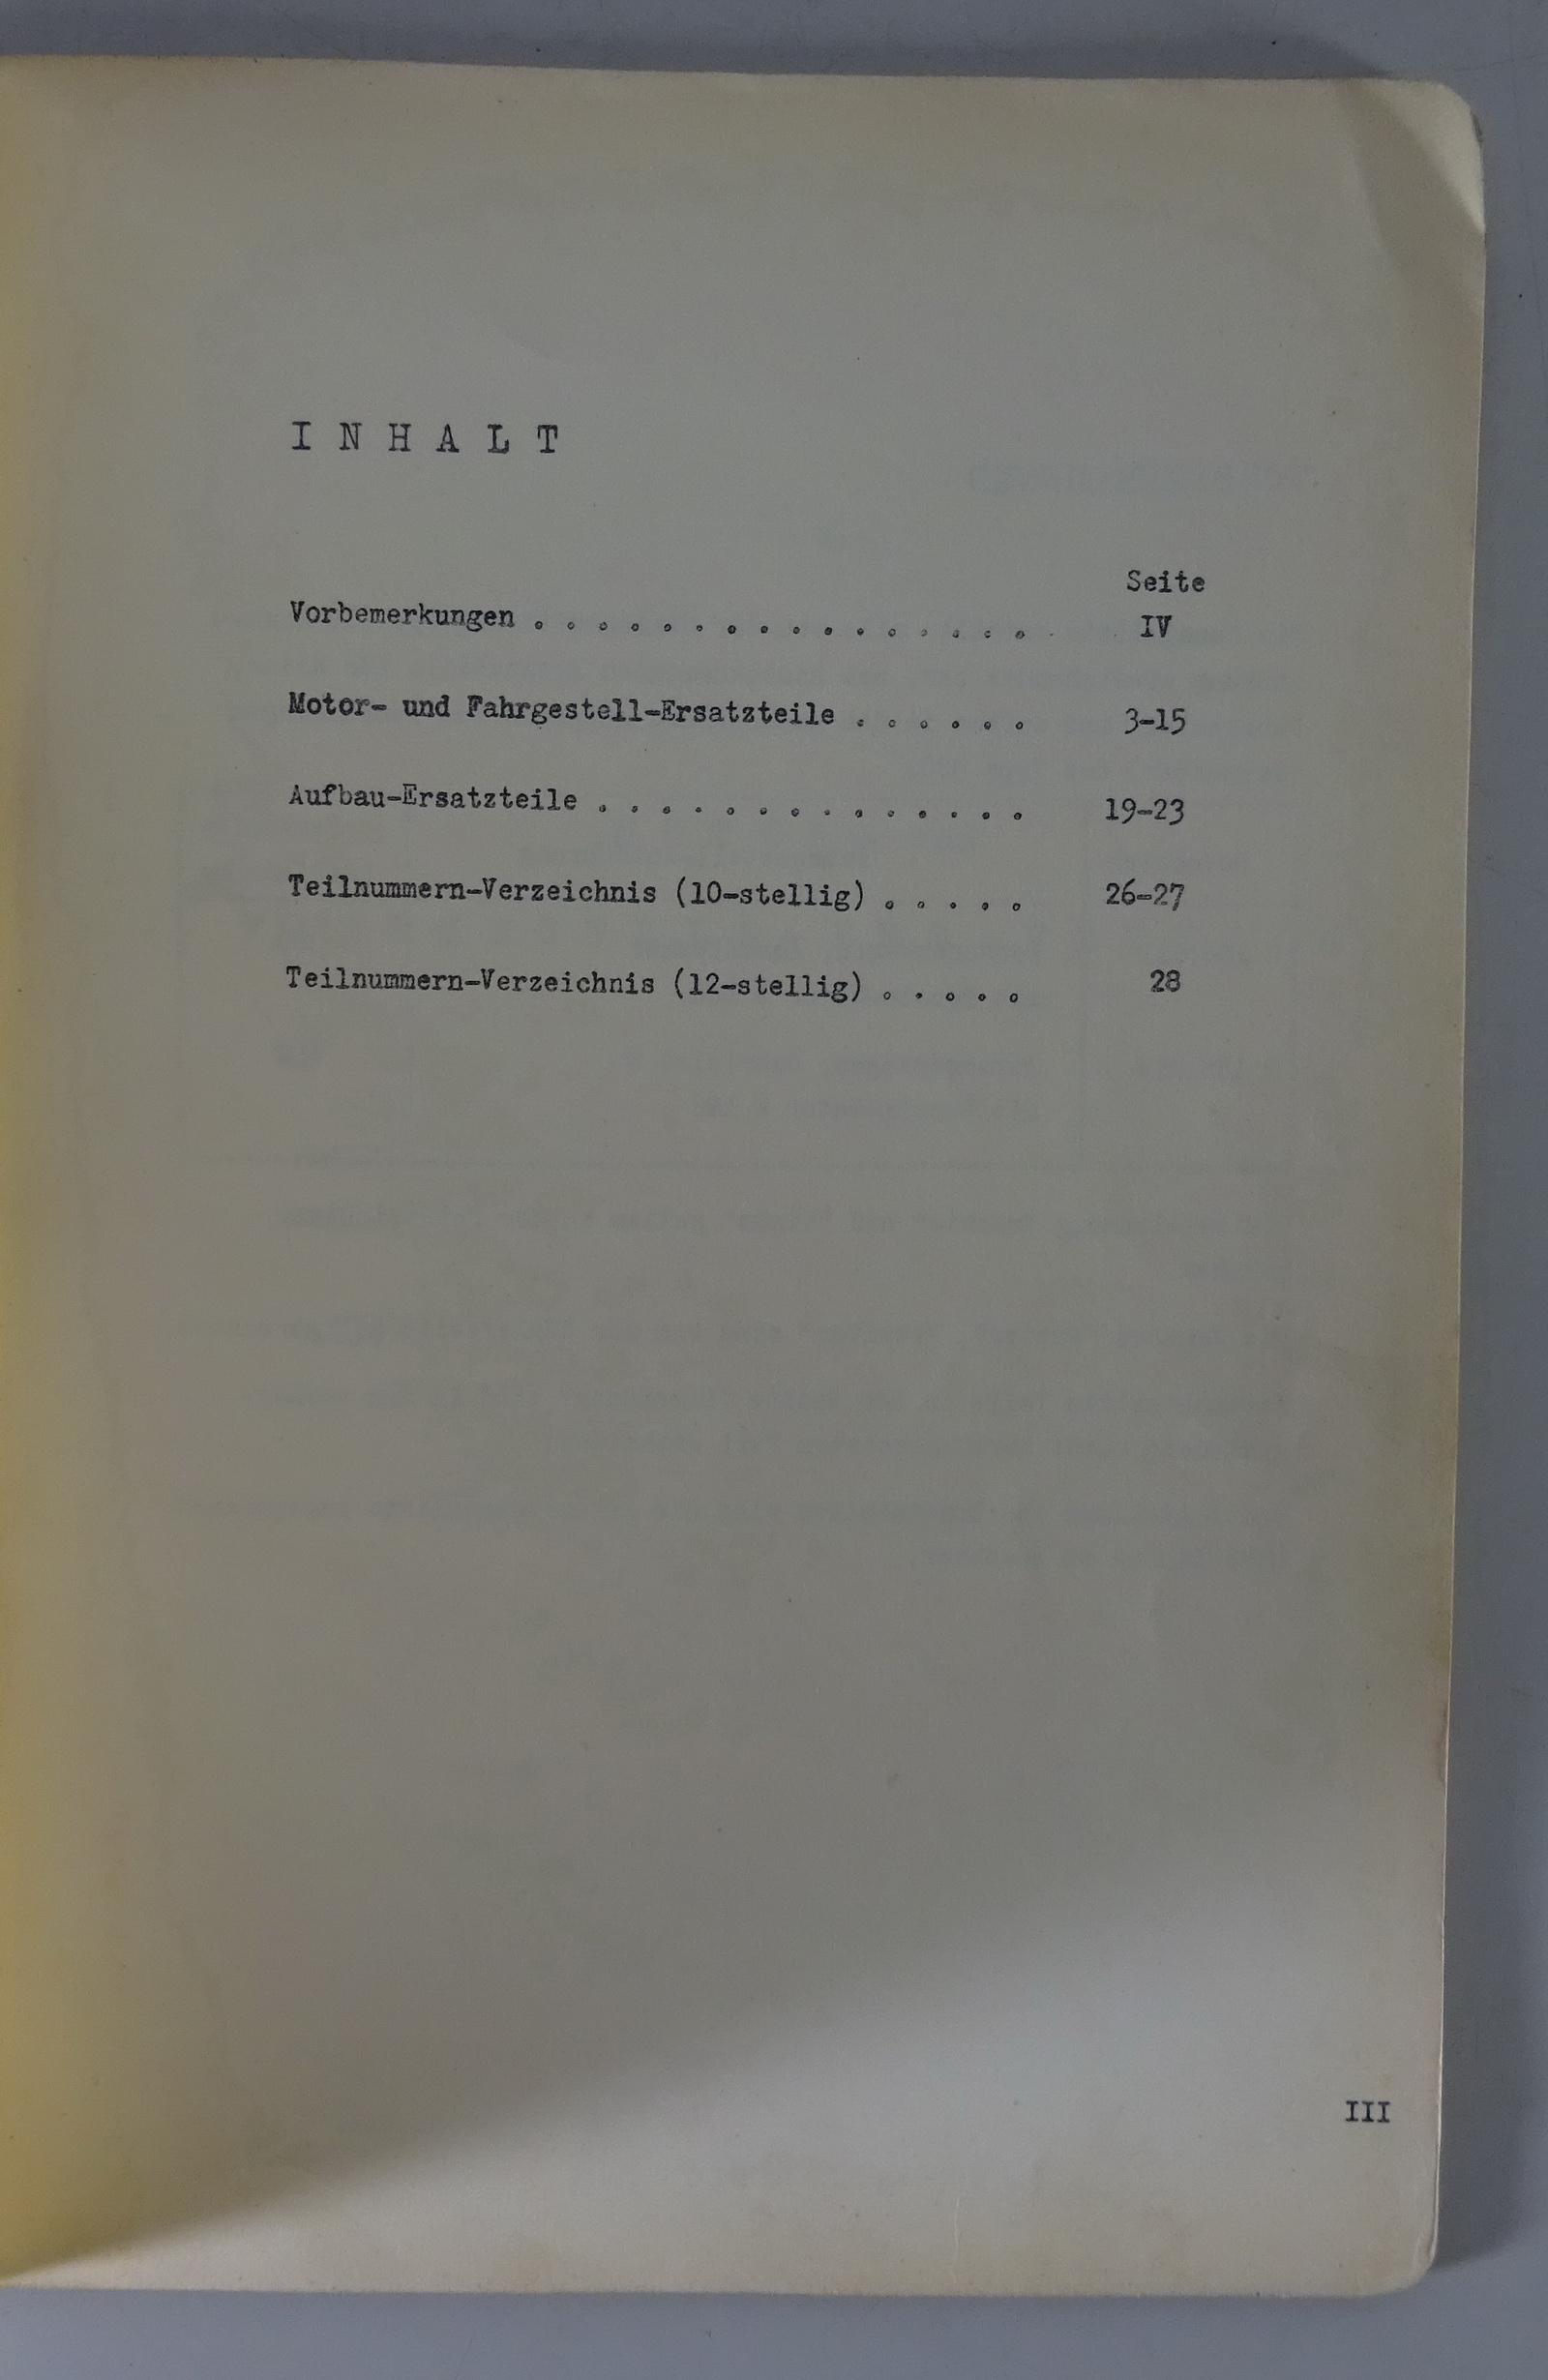 I N H A L T
Seite
Vorbemerkungen . . . . . . . . . . . . . . . . . IV
Motor- und Fahrgestell-Ersatzteile . . . . . . 3-15
Aufbau-Ersatzteile . . . . . . . . . . . . . . 19-23
Teilnummern-Verzeichnis (10-stellig) . . . . . 26-27
Teilnummern-Verzeichnis (12-stellig) . . . . . 28
III